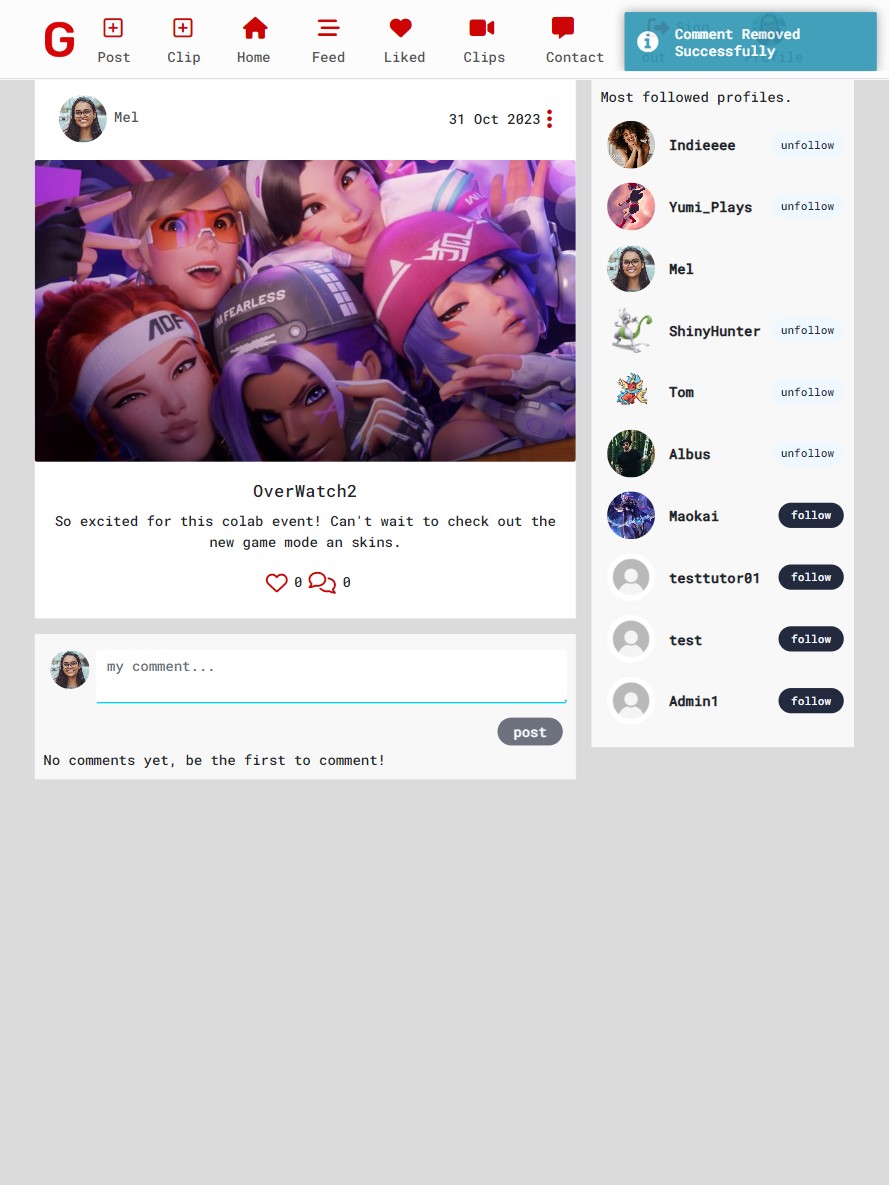 G
Post
Clip
Home
Feed
Liked
Clips
Contact
Sign
out
Profile
Comment Removed
Successfully
Mel
31 Oct 2023
I'M FEARLESS
OverWatch2
So excited for this colab event! Can't wait to check out the
new game mode an skins.
0
0
my comment...
post
No comments yet, be the first to comment!
Most followed profiles.
Indieeee
unfollow
Yumi_Plays
unfollow
Mel
ShinyHunter
unfollow
Tom
unfollow
Albus
unfollow
Maokai
follow
testtutor01
follow
test
follow
Admin1
follow